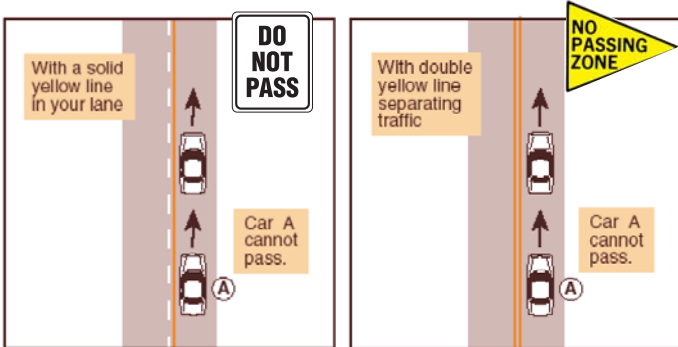 With a solid
yellow line
in your lane
DO
NOT
PASS
Car A
cannot
pass.
A
With double
yellow line
separating
traffic
NO
PASSING
ZONE
Car A
cannot
pass.
A